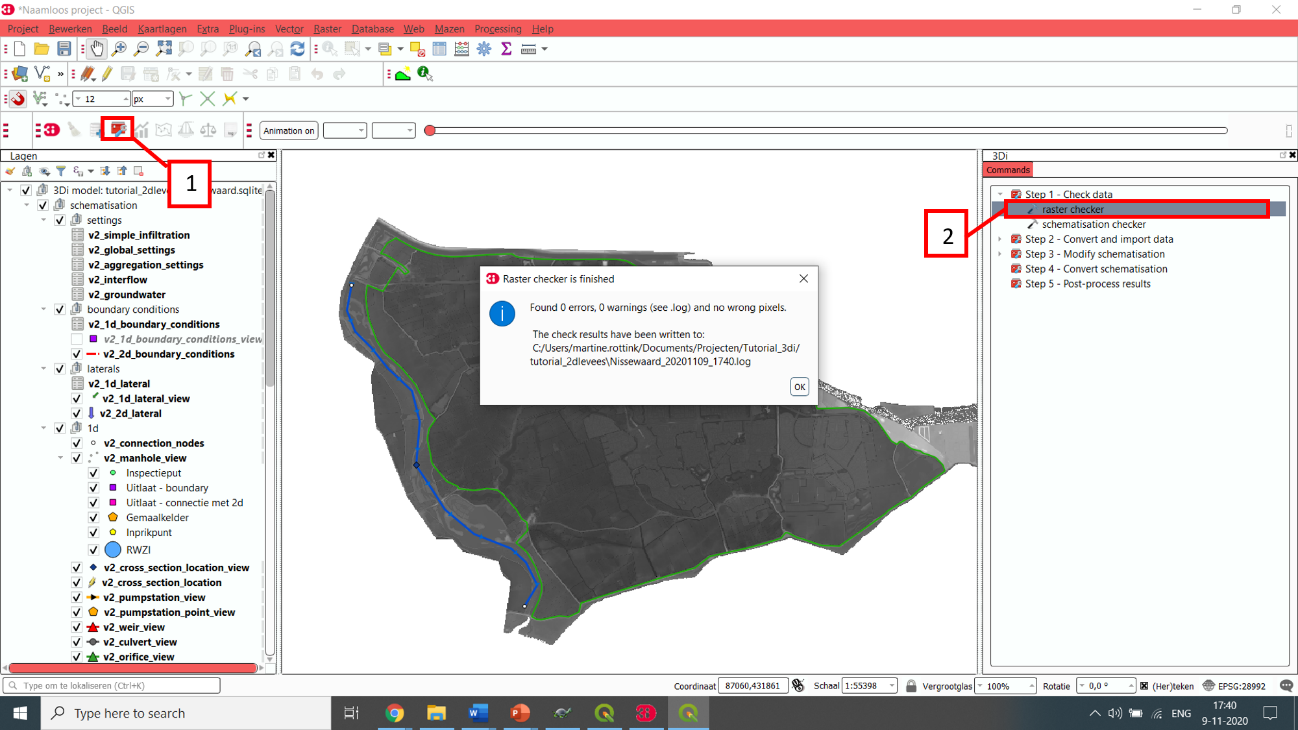 *Naamloos project - QGIS
Project Bewerken Beeld Kaartlagen Extra Plug-ins Vector Raster Database Web Mazen Processing Help
12 px
Animation on
1
Lagen
3Di model: tutorial_2dlevee
waard.sqlite
schematisation
settings
v2_simple_infiltration
v2_global_settings
v2_aggregation_settings
v2_interflow
v2_groundwater
boundary conditions
v2_1d_boundary_conditions
v2_1d_boundary_conditions_view
v2_2d_boundary_conditions
laterals
v2_1d_lateral
v2_1d_lateral_view
v2_2d_lateral
1d
v2_connection_nodes
v2_manhole_view
Inspectieput
Uitlaat - boundary
Uitlaat - connectie met 2d
Gemaalkelder
Inprikpunt
RWZI
v2_cross_section_location_view
v2_cross_section_location
v2_pumpstation_view
v2_pumpstation_point_view
v2_weir_view
v2_culvert_view
v2_orifice_view
Raster checker is finished
Found 0 errors, 0 warnings (see .log) and no wrong pixels.
The check results have been written to:
C:/Users/martine.rottink/Documents/Projecten/Tutorial_3di/
tutorial_2dlevees\Nissewaard_20201109_1740.log
OK
3Di
Commands
Step 1 - Check data
raster checker
schematisation checker
Step 2 - Convert and import data
Step 3 - Modify schematisation
Step 4 - Convert schematisation
Step 5 - Post-process results
2
Type om te lokaliseren (Ctrl+K)
Coordinaat 87060,431861 Schaal 1:55398 Vergrootglas 100% Rotatie 0,0 ° (Her)teken EPSG:28992
Type here to search
ENG
17:40
9-11-2020